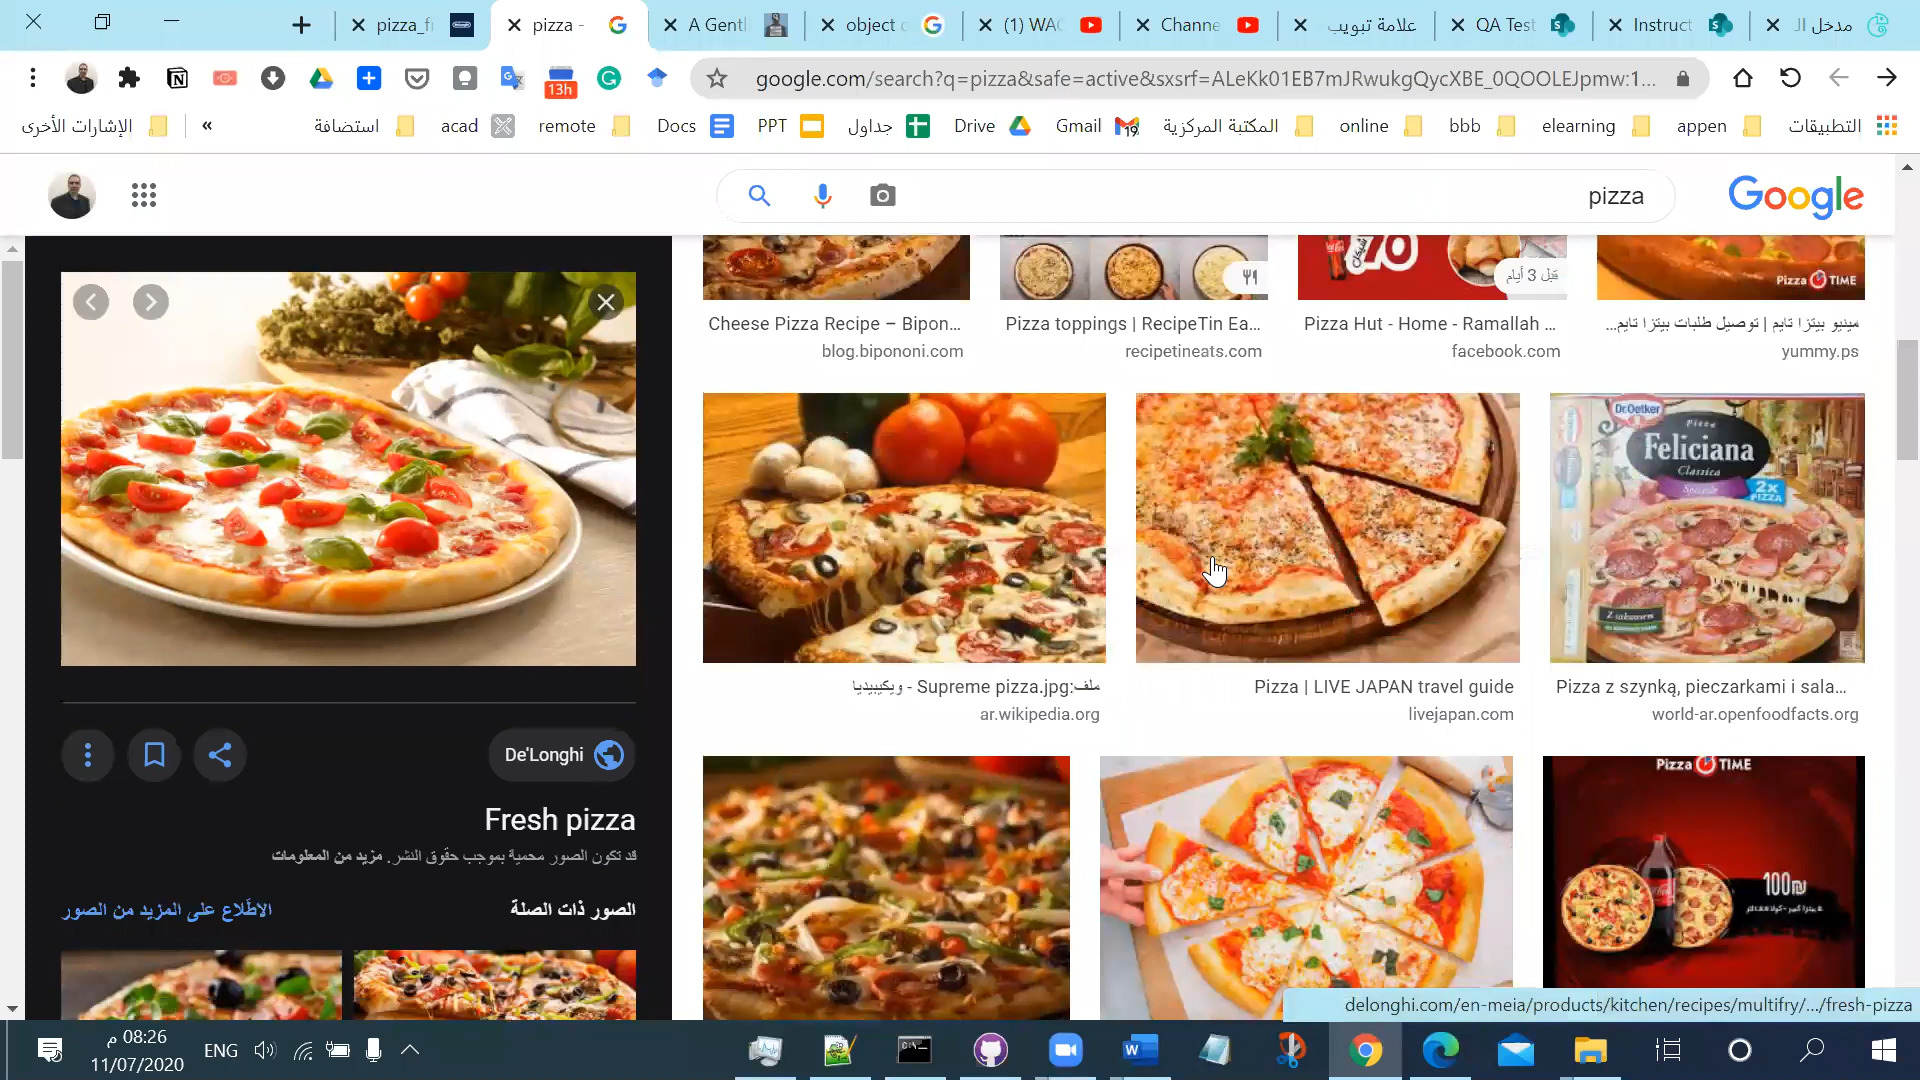 pizza_f
pizza -
A Gentl
object c
(1) WAC
Channe
علامة تبويب
QA Test
Instruct
مدخل ال
13h
google.com/search?q=pizza&safe=active&sxsrf=ALeKk01EB7mJRwukgQycXBE_0QOOLEJpmw:1...
الإشارات الأخرى
»
استضافة
acad
remote
Docs
PPT
جداول
Drive
Gmail
19
المكتبة المركزية
online
bbb
elearning
appen
التطبيقات
pizza
Google
قبل 3 أيام
Pizza TIME
Cheese Pizza Recipe – Bipon...
blog.bipononi.com
Pizza toppings | RecipeTin Ea...
recipetineats.com
Pizza Hut - Home - Ramallah ...
facebook.com
مينيو بيتزا تايم | توصيل طلبات بيتزا تايم...
yummy.ps
Dr.Oetker
Pizza
Feliciana
Classica
Speciale
2x
PIZZA
ملف:Supreme pizza.jpg - ويكيبيديا
ar.wikipedia.org
Pizza | LIVE JAPAN travel guide
livejapan.com
Pizza z szynką, pieczarkami i sala...
world-ar.openfoodfacts.org
De'Longhi
Fresh pizza
قد تكون الصور محمية بموجب حقوق النشر. مزيد من المعلومات
الصور ذات الصلة
الاطّلاع على المزيد من الصور
Pizza TIME
100₪
delonghi.com/en-meia/products/kitchen/recipes/multifry/.../fresh-pizza
08:26 م
11/07/2020
ENG